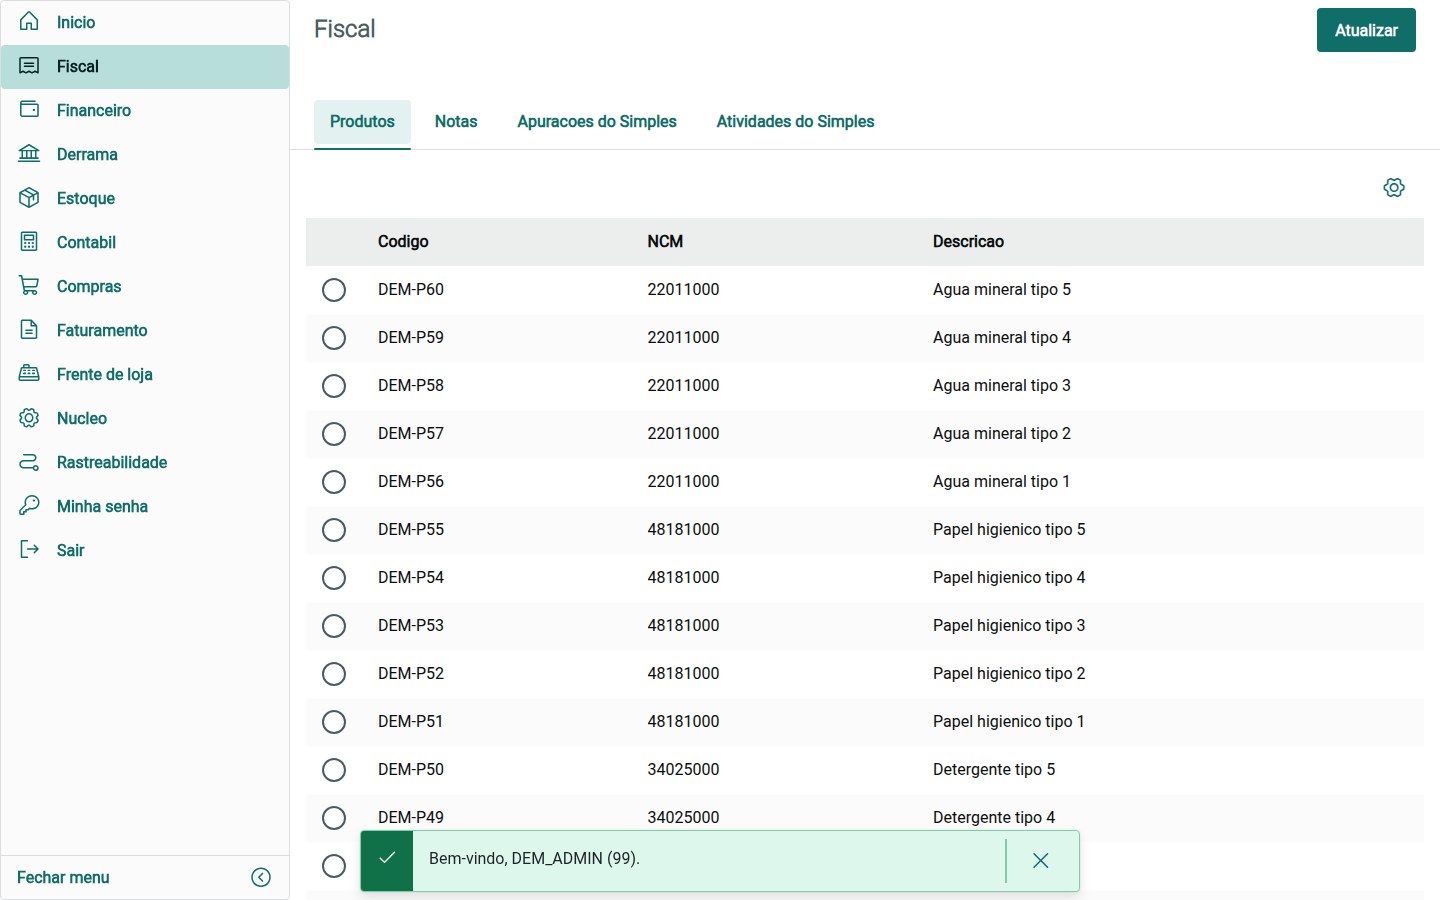 Inicio
Fiscal
Financeiro
Derrama
Estoque
Contabil
Compras
Faturamento
Frente de loja
Nucleo
Rastreabilidade
Minha senha
Sair
Fechar menu
Fiscal
Atualizar
Produtos Notas Apuracoes do Simples Atividades do Simples
Codigo NCM Descricao
DEM-P60 22011000 Agua mineral tipo 5
DEM-P59 22011000 Agua mineral tipo 4
DEM-P58 22011000 Agua mineral tipo 3
DEM-P57 22011000 Agua mineral tipo 2
DEM-P56 22011000 Agua mineral tipo 1
DEM-P55 48181000 Papel higienico tipo 5
DEM-P54 48181000 Papel higienico tipo 4
DEM-P53 48181000 Papel higienico tipo 3
DEM-P52 48181000 Papel higienico tipo 2
DEM-P51 48181000 Papel higienico tipo 1
DEM-P50 34025000 Detergente tipo 5
DEM-P49 34025000 Detergente tipo 4
Bem-vindo, DEM_ADMIN (99).